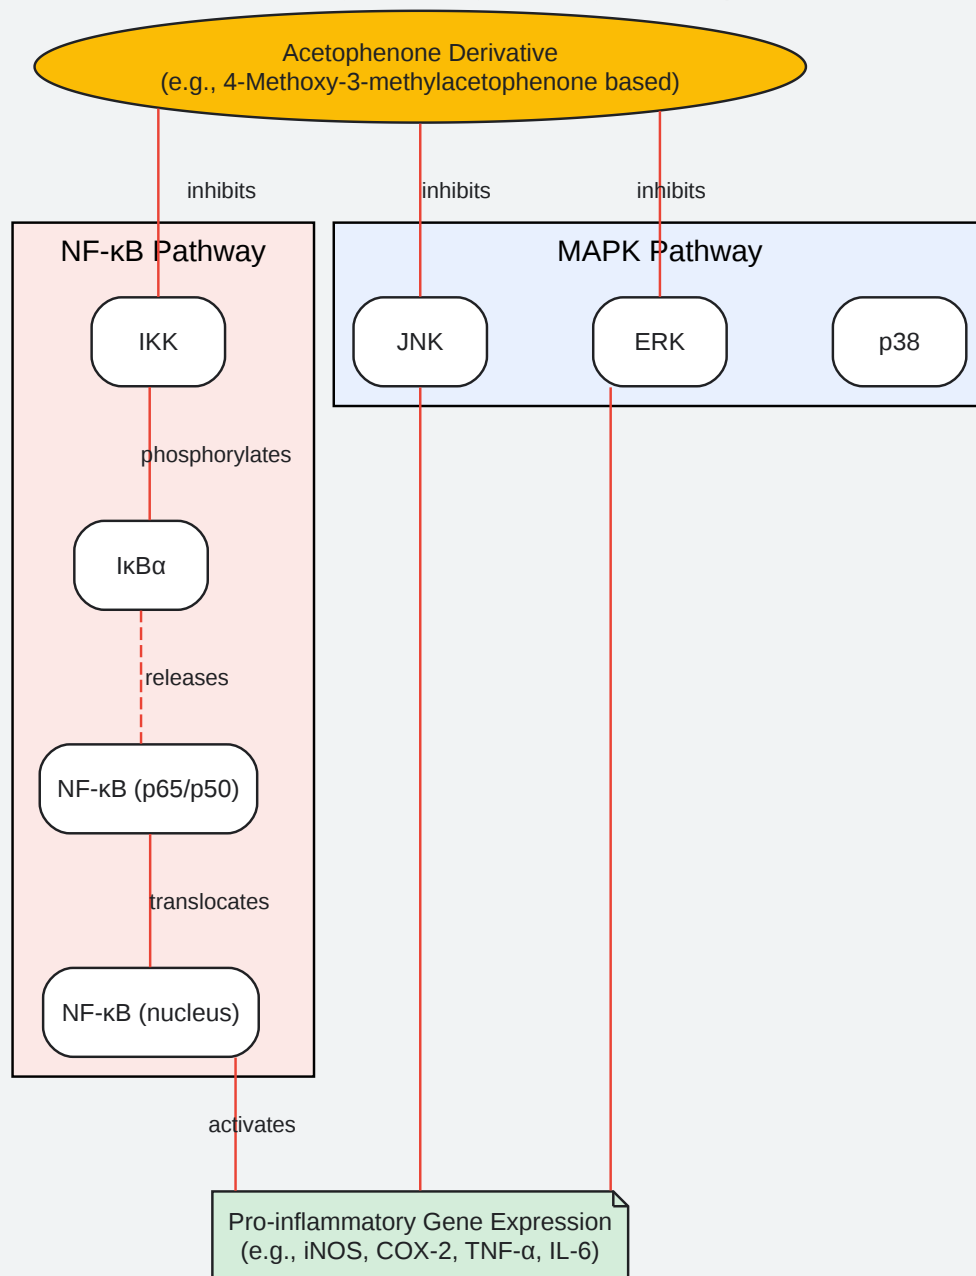 Acetophenone Derivative
(e.g., 4-Methoxy-3-methylacetophenone based)
inhibits
inhibits
inhibits
NF-κB Pathway
MAPK Pathway
IKK
JNK
ERK
p38
phosphorylates
IκBα
releases
NF-κB (p65/p50)
translocates
NF-κB (nucleus)
activates
Pro-inflammatory Gene Expression
(e.g., iNOS, COX-2, TNF-α, IL-6)